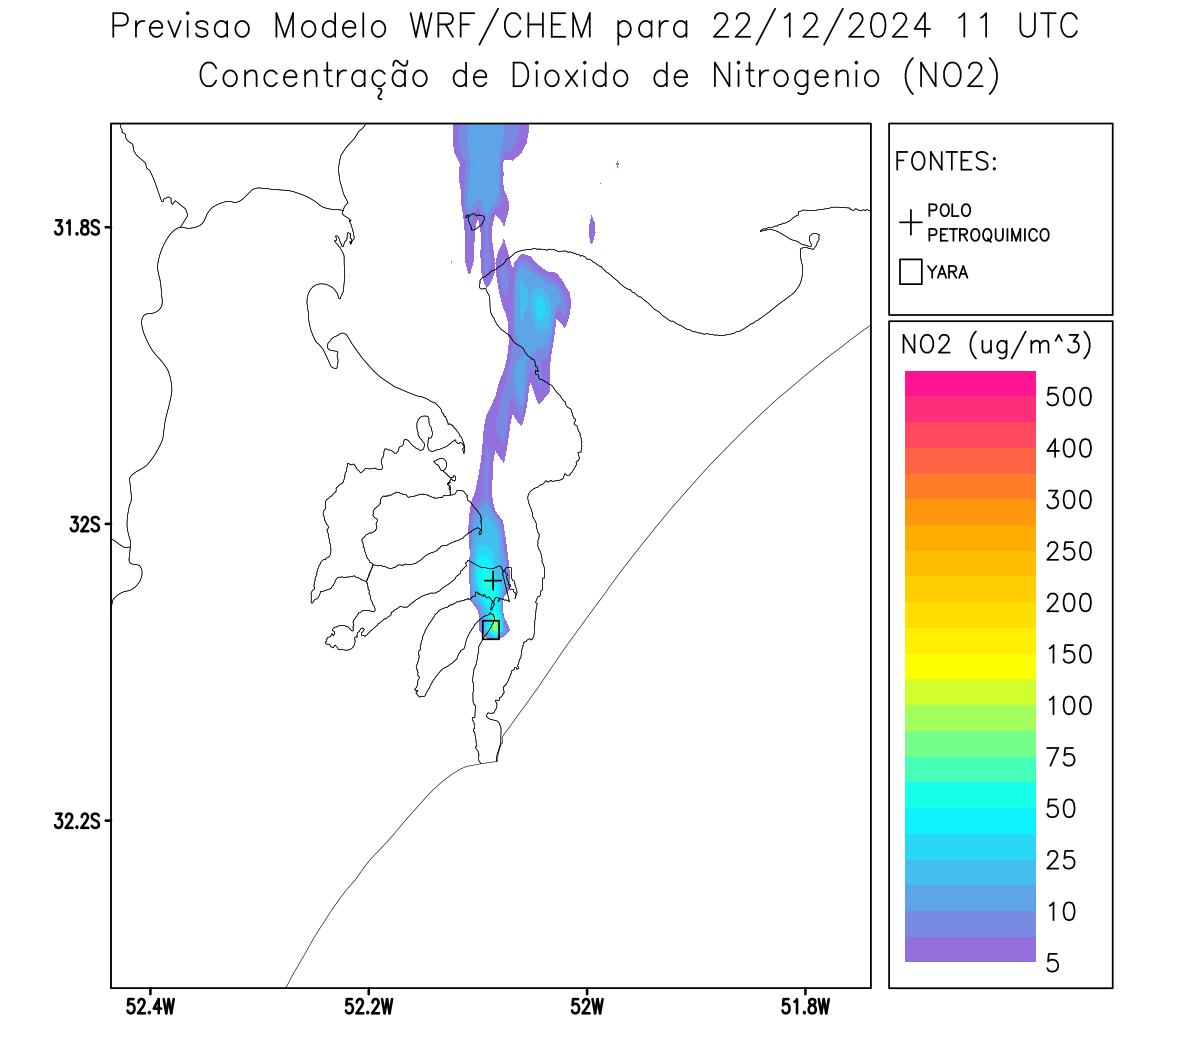 Previsao Modelo WRF/CHEM para 22/12/2024 11 UTC
Concentração de Dioxido de Nitrogenio (NO2)
FONTES:
POLO
PETROQUIMICO
YARA
NO2 (ug/m^3)
500
400
300
250
200
150
100
75
50
25
10
5
31.8S
32S
32.2S
52.4W
52.2W
52W
51.8W